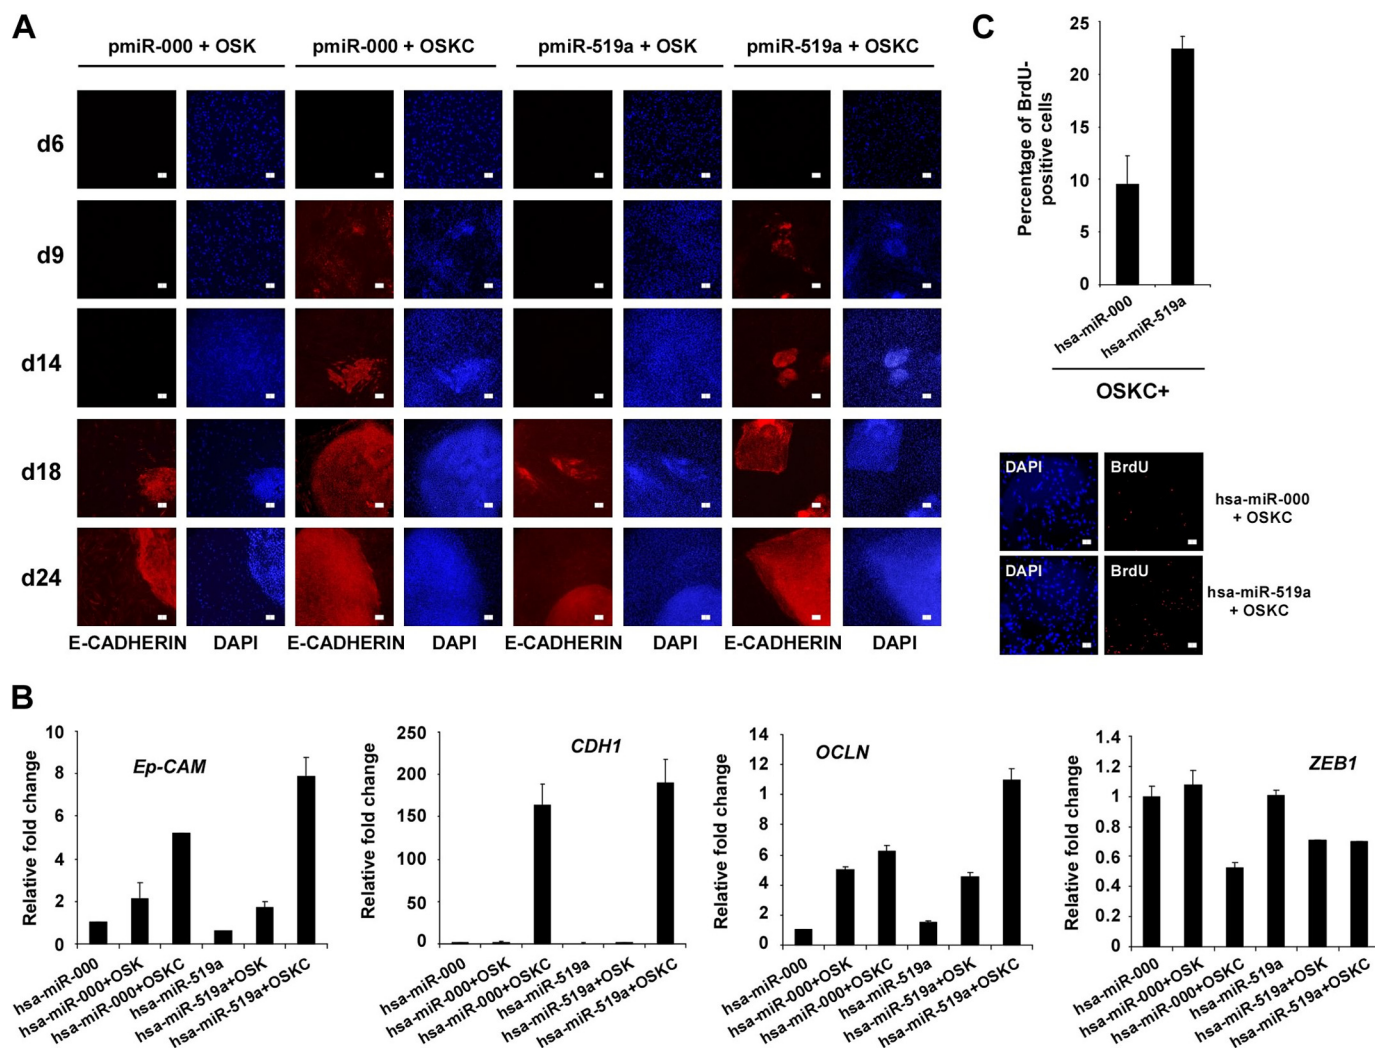 A
pmiR-000 + OSK
pmiR-000 + OSKC
pmiR-519a + OSK
pmiR-519a + OSKC
d6
d9
d14
d18
d24
E-CADHERIN
DAPI
E-CADHERIN
DAPI
E-CADHERIN
DAPI
E-CADHERIN
DAPI
C
Percentage of BrdU-
positive cells
25
20
15
10
5
0
hsa-miR-000
hsa-miR-519a
OSKC+
DAPI
BrdU
hsa-miR-000
+ OSKC
DAPI
BrdU
hsa-miR-519a
+ OSKC
B
Relative fold change
10
8
6
4
2
0
Ep-CAM
hsa-miR-000
hsa-miR-000+OSK
hsa-miR-000+OSKC
hsa-miR-519a
hsa-miR-519a+OSK
hsa-miR-519a+OSKC
Relative fold change
250
200
150
100
50
0
CDH1
hsa-miR-000
hsa-miR-000+OSK
hsa-miR-000+OSKC
hsa-miR-519a
hsa-miR-519a+OSK
hsa-miR-519a+OSKC
Relative fold change
14
12
10
8
6
4
2
0
OCLN
hsa-miR-000
hsa-miR-000+OSK
hsa-miR-000+OSKC
hsa-miR-519a
hsa-miR-519a+OSK
hsa-miR-519a+OSKC
Relative fold change
1.4
1.2
1
0.8
0.6
0.4
0.2
0
ZEB1
hsa-miR-000
hsa-miR-000+OSK
hsa-miR-000+OSKC
hsa-miR-519a
hsa-miR-519a+OSK
hsa-miR-519a+OSKC